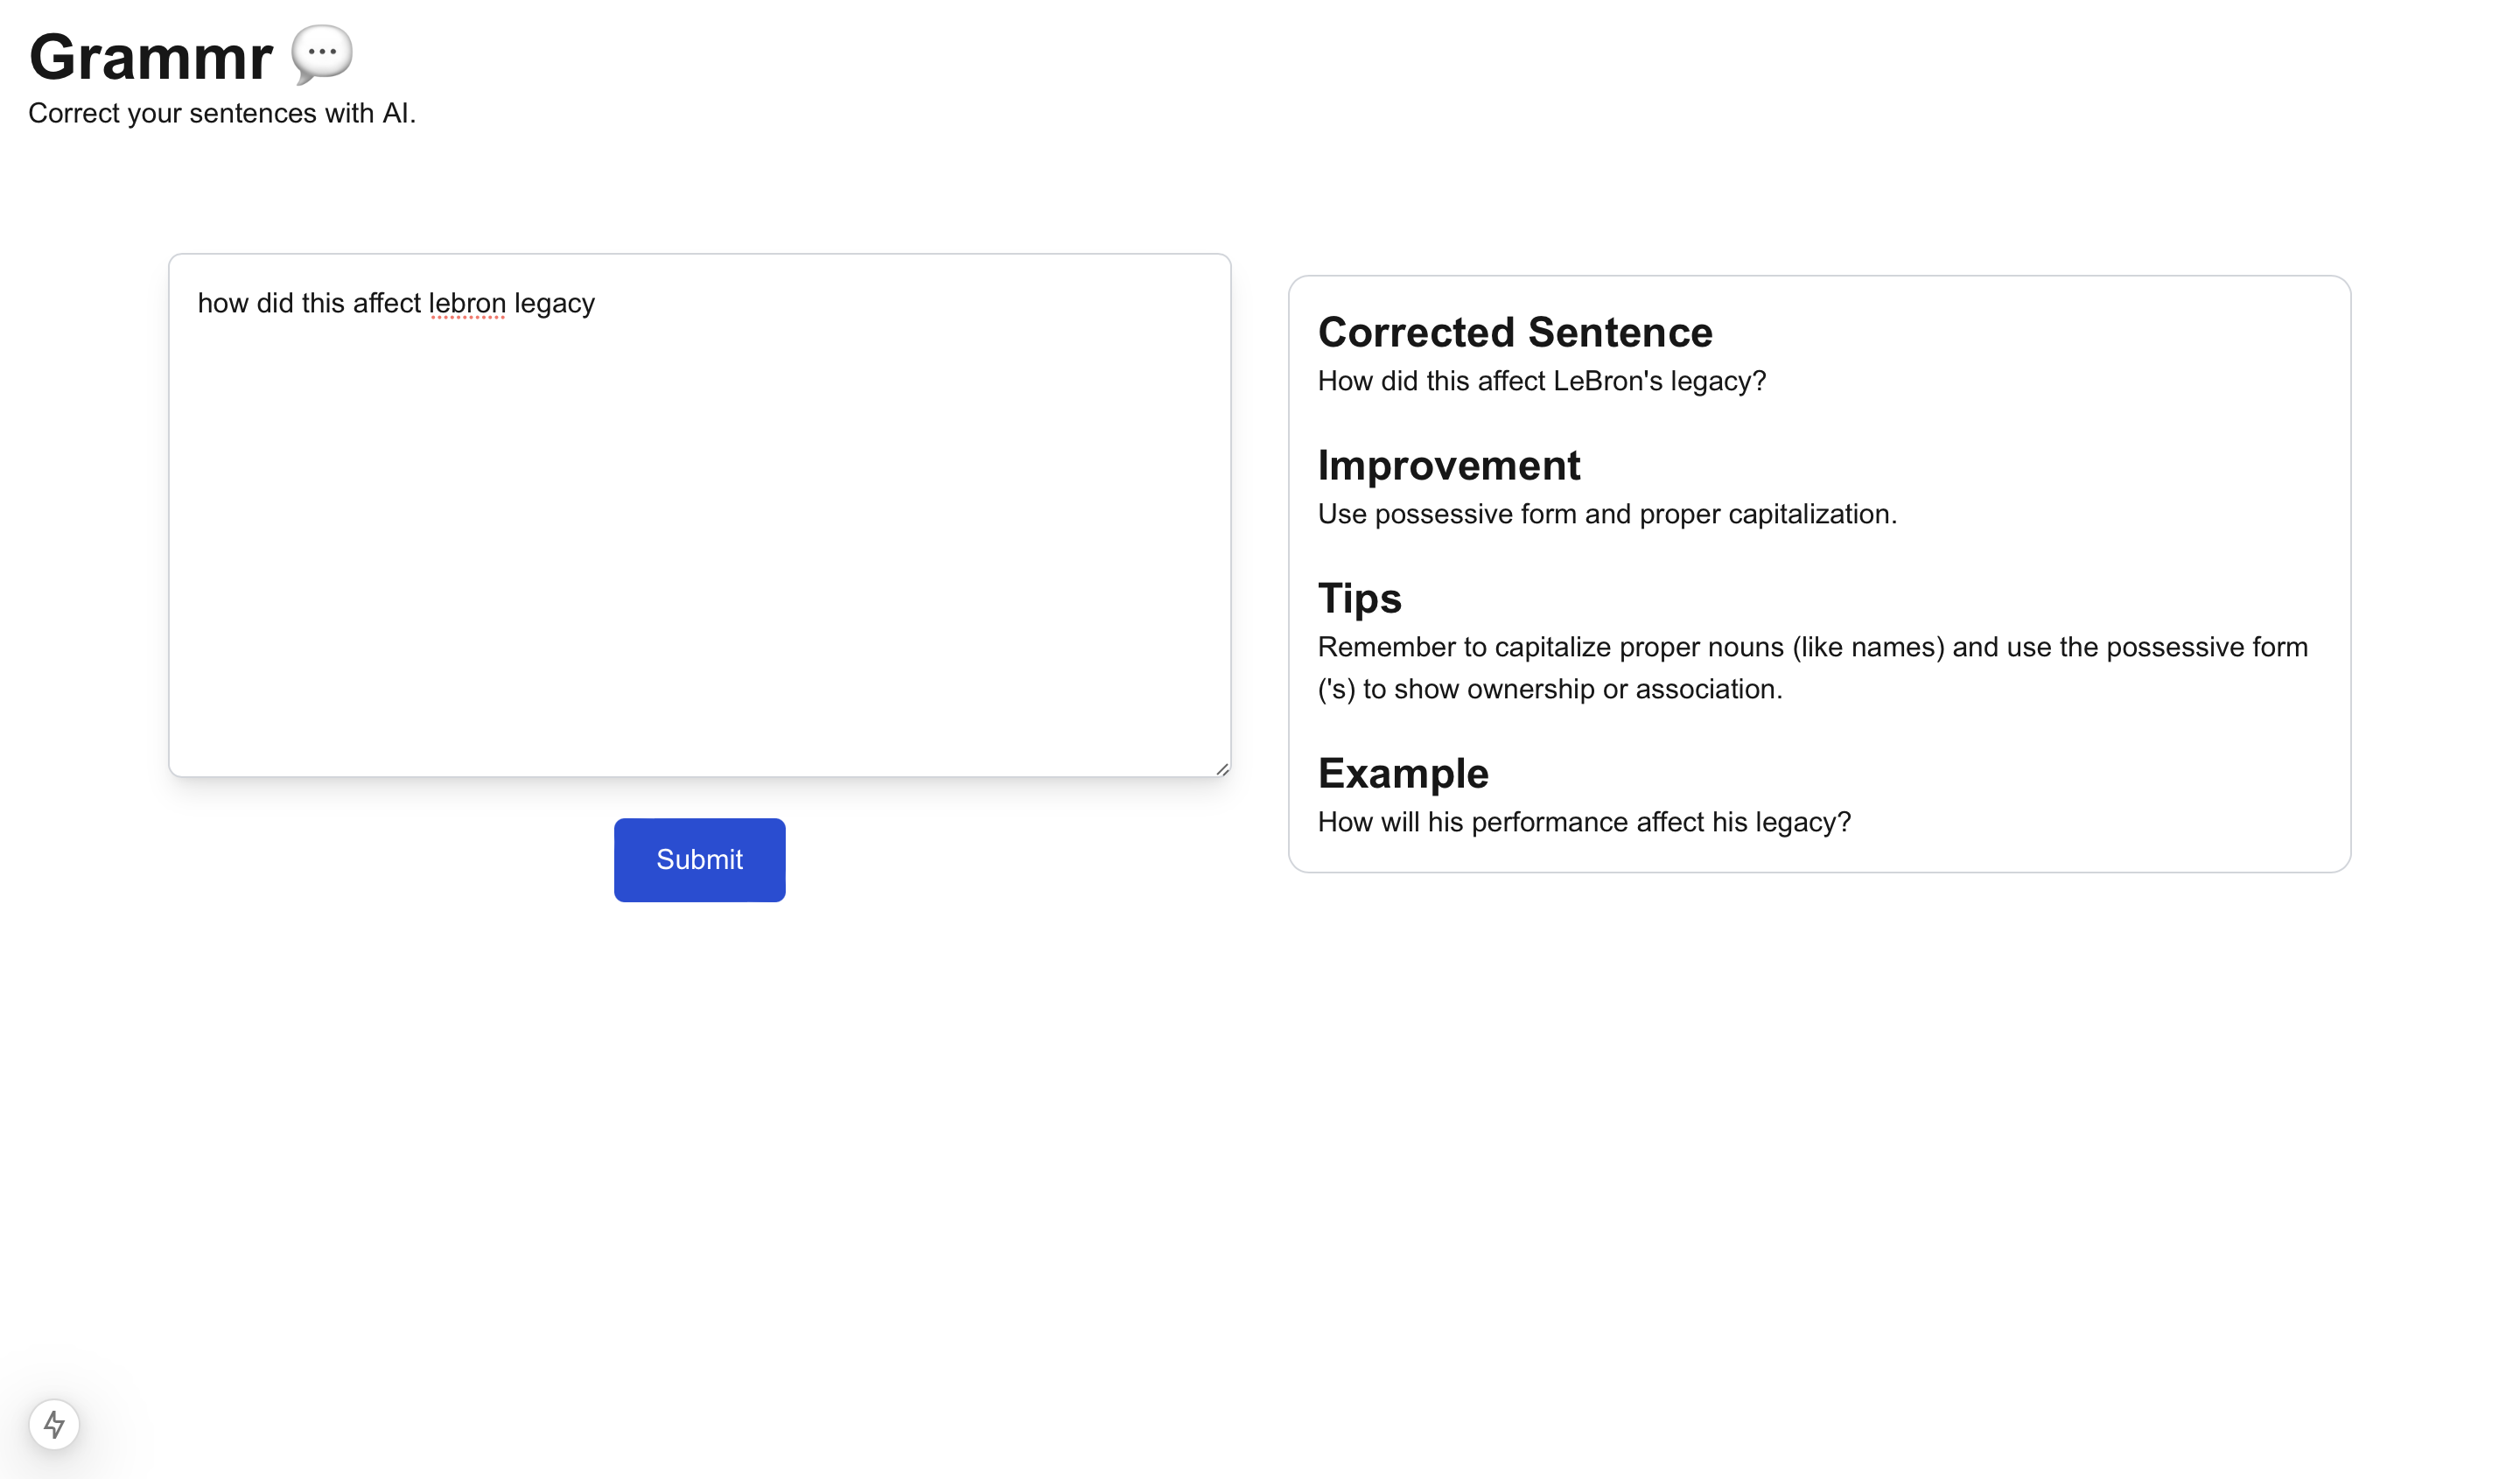 Grammr 💬
Correct your sentences with AI.
how did this affect lebron legacy
Submit
Corrected Sentence
How did this affect LeBron's legacy?
Improvement
Use possessive form and proper capitalization.
Tips
Remember to capitalize proper nouns (like names) and use the possessive form
('s) to show ownership or association.
Example
How will his performance affect his legacy?